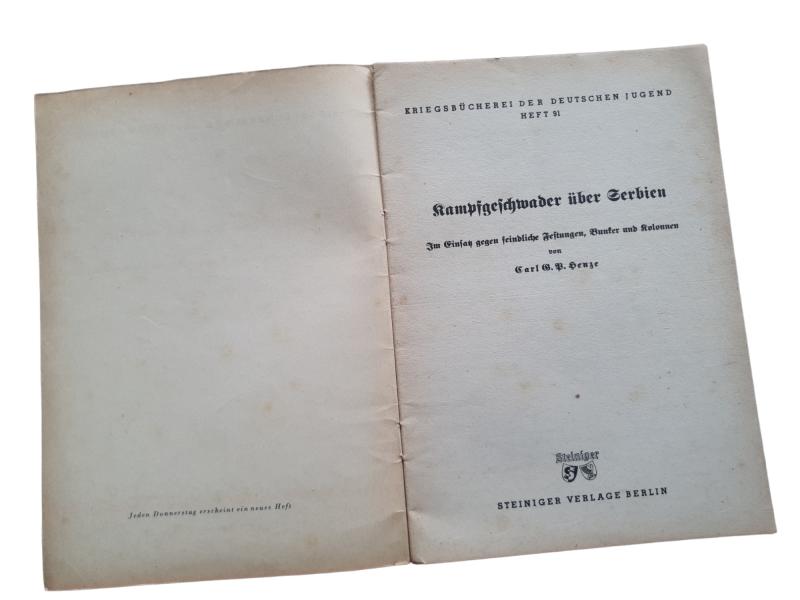 Jeden Donnerstag erscheint ein neues Heft
KRIEGSBÜCHEREI DER DEUTSCHEN JUGEND
HEFT 91
Kampfgeschwader über Serbien
Im Einsatz gegen feindliche Festungen, Bunker und Kolonnen
von
Carl G. P. Henze
Steiniger
STEINIGER VERLAGE BERLIN